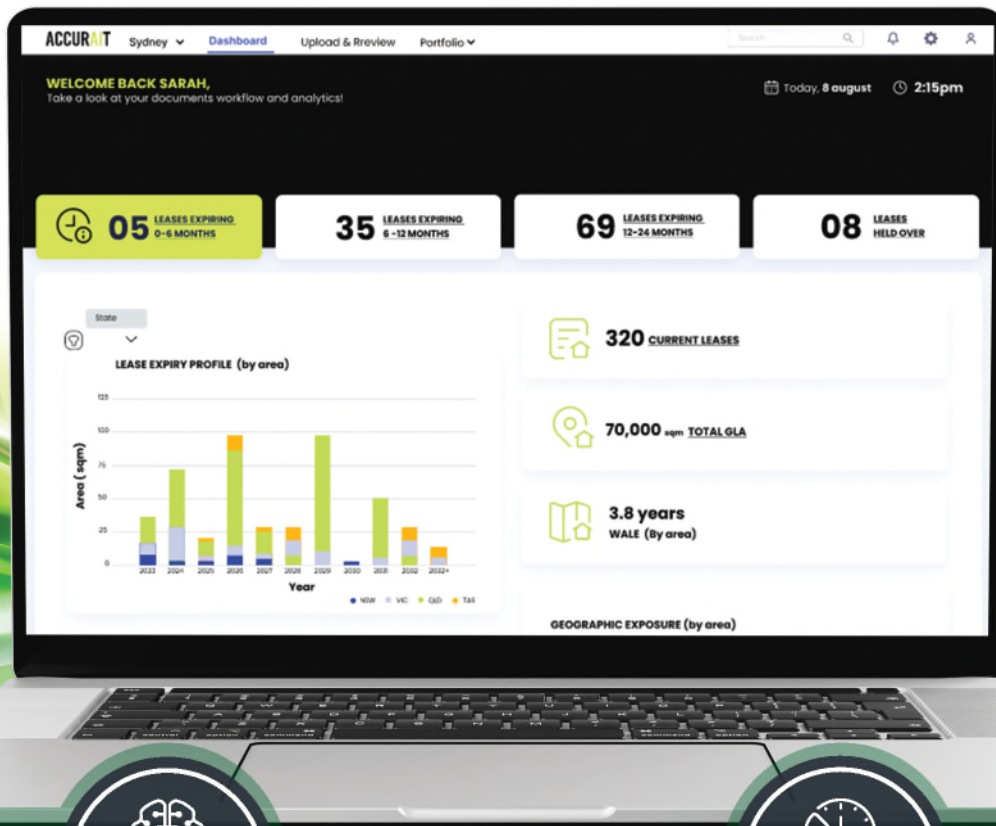 ACCURAIT Sydney Dashboard Upload & Rreview Portfolio Search
WELCOME BACK SARAH,
Take a look at your documents workflow and analytics!
Today, 8 august 2:15pm
05 LEASES EXPIRING
0-6 MONTHS
35 LEASES EXPIRING
6 -12 MONTHS
69 LEASES EXPIRING
12-24 MONTHS
08 LEASES
HELD OVER
State
LEASE EXPIRY PROFILE (by area)
125
100
75
50
25
0
Area ( sqm)
2023 2024 2025 2026 2027 2028 2029 2030 2031 2032 2032+
Year
NSW VIC QLD TAS
320 CURRENT LEASES
70,000 sqm TOTAL GLA
3.8 years
WALE (By area)
GEOGRAPHIC EXPOSURE (by area)